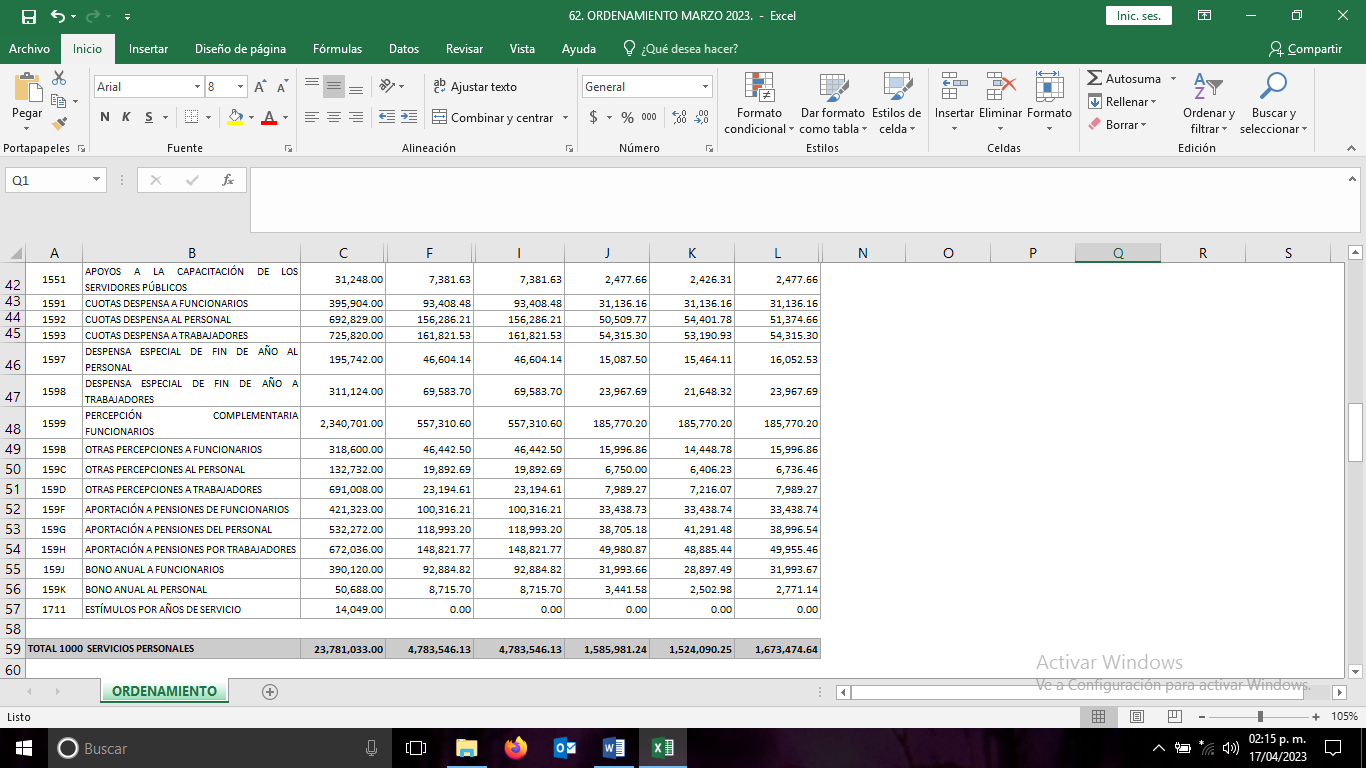 62. ORDENAMIENTO MARZO 2023. - Excel
Inic. ses.
Archivo Inicio Insertar Diseño de página Fórmulas Datos Revisar Vista Ayuda ¿Qué desea hacer? Compartir
Pegar
Arial 8
N K S
Ajustar texto
Combinar y centrar
General
$ % 000
Formato condicional
Dar formato como tabla
Estilos de celda
Insertar Eliminar Formato
Autosuma
Rellenar
Borrar
Ordenar y filtrar
Buscar y seleccionar
Portapapeles Fuente Alineación Número Estilos Celdas Edición
Q1
fx
A B C F I J K L N O P Q R S
42 1551 APOYOS A LA CAPACITACIÓN DE LOS SERVIDORES PÚBLICOS 31,248.00 7,381.63 7,381.63 2,477.66 2,426.31 2,477.66
43 1591 CUOTAS DESPENSA A FUNCIONARIOS 395,904.00 93,408.48 93,408.48 31,136.16 31,136.16 31,136.16
44 1592 CUOTAS DESPENSA AL PERSONAL 692,829.00 156,286.21 156,286.21 50,509.77 54,401.78 51,374.66
45 1593 CUOTAS DESPENSA A TRABAJADORES 725,820.00 161,821.53 161,821.53 54,315.30 53,190.93 54,315.30
46 1597 DESPENSA ESPECIAL DE FIN DE AÑO AL PERSONAL 195,742.00 46,604.14 46,604.14 15,087.50 15,464.11 16,052.53
47 1598 DESPENSA ESPECIAL DE FIN DE AÑO A TRABAJADORES 311,124.00 69,583.70 69,583.70 23,967.69 21,648.32 23,967.69
48 1599 PERCEPCIÓN COMPLEMENTARIA FUNCIONARIOS 2,340,701.00 557,310.60 557,310.60 185,770.20 185,770.20 185,770.20
49 159B OTRAS PERCEPCIONES A FUNCIONARIOS 318,600.00 46,442.50 46,442.50 15,996.86 14,448.78 15,996.86
50 159C OTRAS PERCEPCIONES AL PERSONAL 132,732.00 19,892.69 19,892.69 6,750.00 6,406.23 6,736.46
51 159D OTRAS PERCEPCIONES A TRABAJADORES 691,008.00 23,194.61 23,194.61 7,989.27 7,216.07 7,989.27
52 159F APORTACIÓN A PENSIONES DE FUNCIONARIOS 421,323.00 100,316.21 100,316.21 33,438.73 33,438.74 33,438.74
53 159G APORTACIÓN A PENSIONES DEL PERSONAL 532,272.00 118,993.20 118,993.20 38,705.18 41,291.48 38,996.54
54 159H APORTACIÓN A PENSIONES POR TRABAJADORES 672,036.00 148,821.77 148,821.77 49,980.87 48,885.44 49,955.46
55 159J BONO ANUAL A FUNCIONARIOS 390,120.00 92,884.82 92,884.82 31,993.66 28,897.49 31,993.67
56 159K BONO ANUAL AL PERSONAL 50,688.00 8,715.70 8,715.70 3,441.58 2,502.98 2,771.14
57 1711 ESTÍMULOS POR AÑOS DE SERVICIO 14,049.00 0.00 0.00 0.00 0.00 0.00
58
59 TOTAL 1000 SERVICIOS PERSONALES 23,781,033.00 4,783,546.13 4,783,546.13 1,585,981.24 1,524,090.25 1,673,474.64
60
Activar Windows
Ve a Configuración para activar Windows.
ORDENAMIENTO
Listo
105%
Buscar
02:15 p. m.
17/04/2023